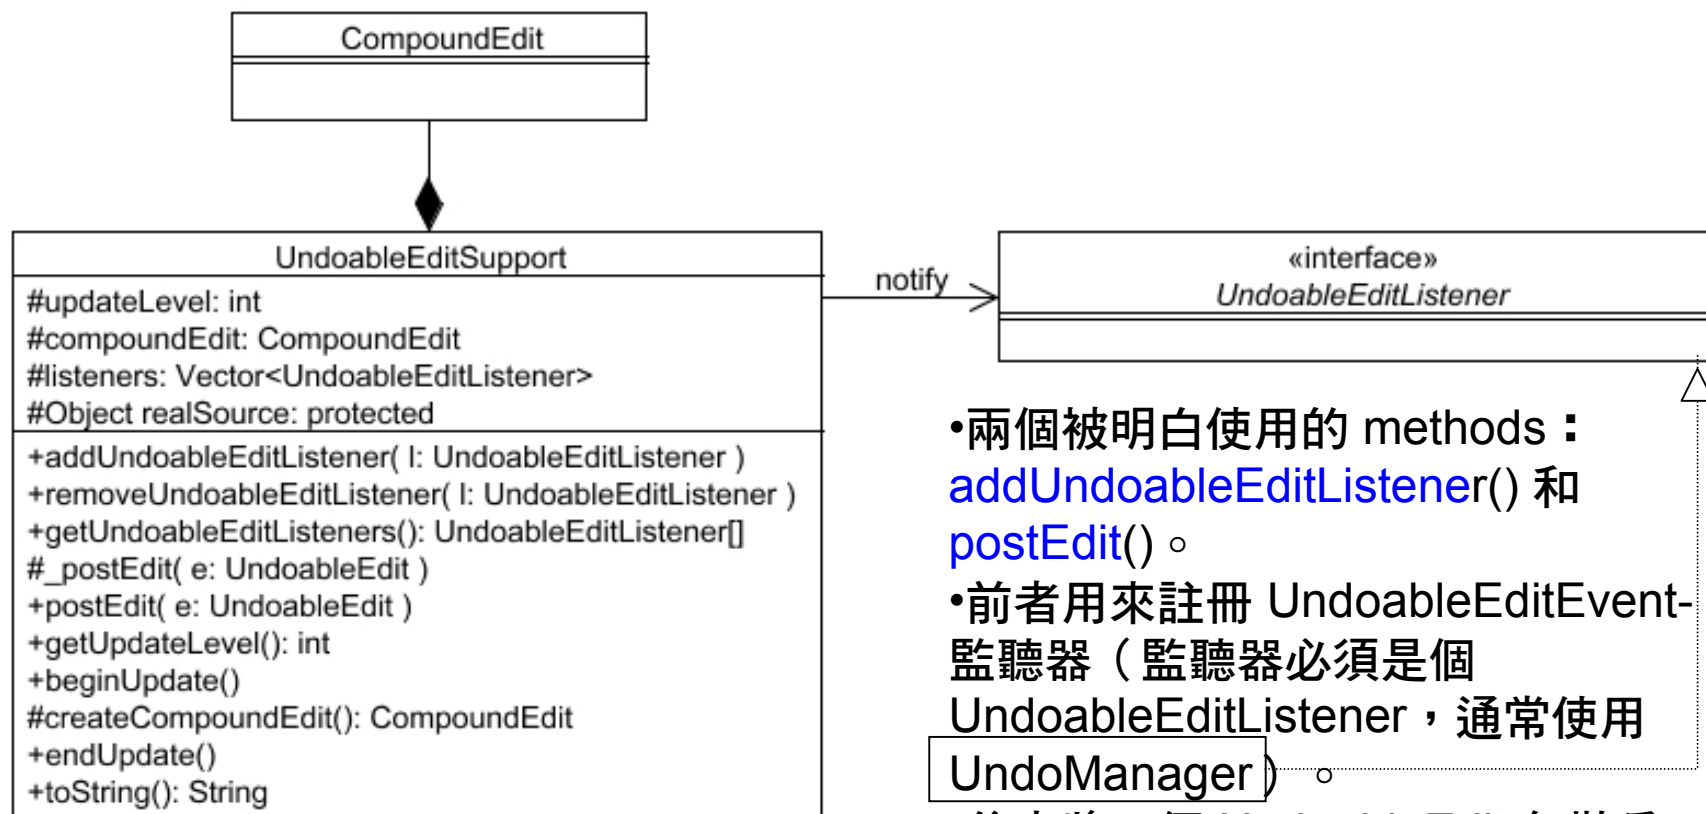 CompoundEdit
UndoableEditSupport
#updateLevel: int
#compoundEdit: CompoundEdit
#listeners: Vector<UndoableEditListener>
#Object realSource: protected
+addUndoableEditListener( l: UndoableEditListener )
+removeUndoableEditListener( l: UndoableEditListener )
+getUndoableEditListeners(): UndoableEditListener[]
#_postEdit( e: UndoableEdit )
+postEdit( e: UndoableEdit )
+getUpdateLevel(): int
+beginUpdate()
#createCompoundEdit(): CompoundEdit
+endUpdate()
+toString(): String
notify
«interface»
UndoableEditListener
•兩個被明白使用的 methods：
addUndoableEditListener() 和
postEdit()。
•前者用來註冊 UndoableEditEvent-
監聽器（監聽器必須是個
UndoableEditListener，通常使用
UndoManager）。